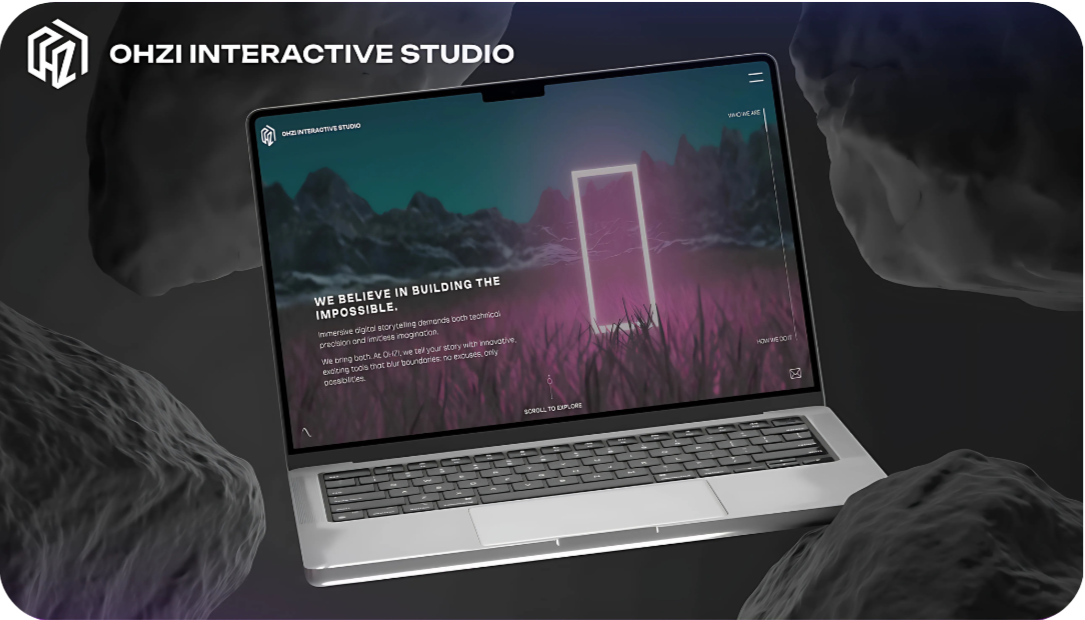 OHZI INTERACTIVE STUDIO
OHZI INTERACTIVE STUDIO
WHO WE ARE
WE BELIEVE IN BUILDING THE
IMPOSSIBLE.
Immersive digital storytelling demands both technical
precision and limitless imagination.
We bring both. At OHZI, we tell your story with innovative,
exciting tools that blur boundaries: no excuses, only
possibilities.
HOW WE DO IT
SCROLL TO EXPLORE